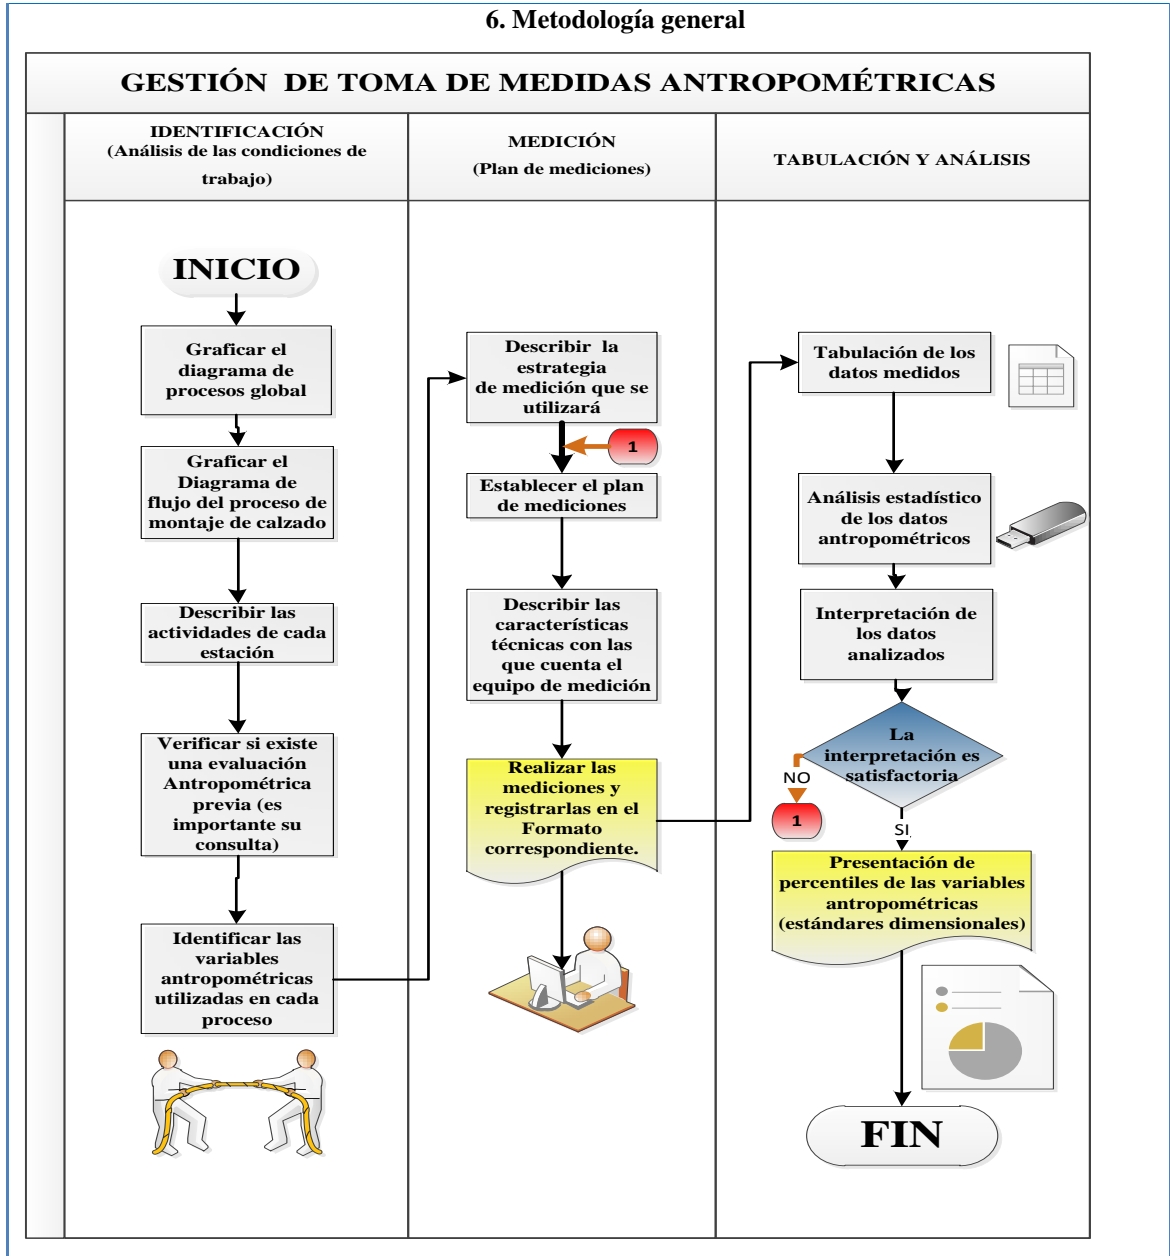 6. Metodología general
GESTIÓN DE TOMA DE MEDIDAS ANTROPOMÉTRICAS
IDENTIFICACIÓN
(Análisis de las condiciones de
trabajo)
MEDICIÓN
(Plan de mediciones)
TABULACIÓN Y ANÁLISIS
INICIO
Graficar el
diagrama de
procesos global
Graficar el
Diagrama de
flujo del proceso de
montaje de calzado
Describir las
actividades de cada
estación
Verificar si existe
una evaluación
Antropométrica
previa (es
importante su
consulta)
Identificar las
variables
antropométricas
utilizadas en cada
proceso
Describir la
estrategia
de medición que se
utilizará
1
Establecer el plan
de mediciones
Describir las
características
técnicas con las
que cuenta el
equipo de medición
Realizar las
mediciones y
registrarlas en el
Formato
correspondiente.
Tabulación de los
datos medidos
Análisis estadístico
de los datos
antropométricos
Interpretación de
los datos
analizados
La
interpretación es
satisfactoria
NO
1
SI
Presentación de
percentiles de las variables
antropométricas
(estándares dimensionales)
FIN